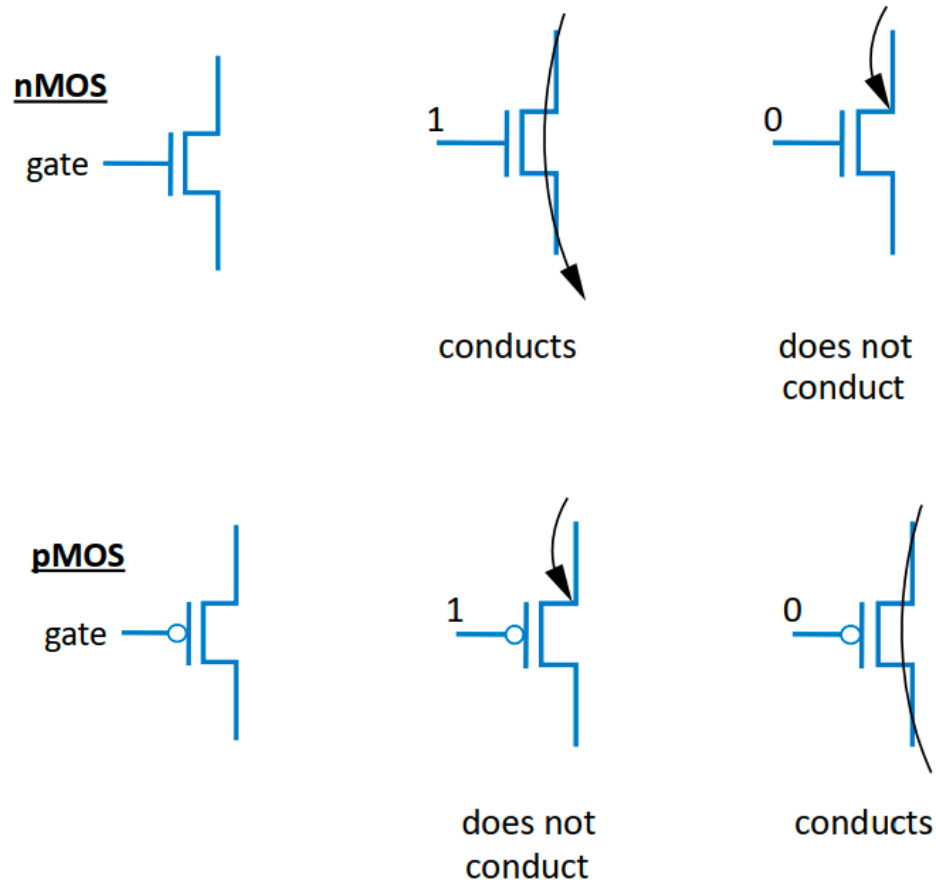 nMOS
gate
1
0
conducts
does not
conduct
pMOS
gate
1
0
does not
conduct
conducts